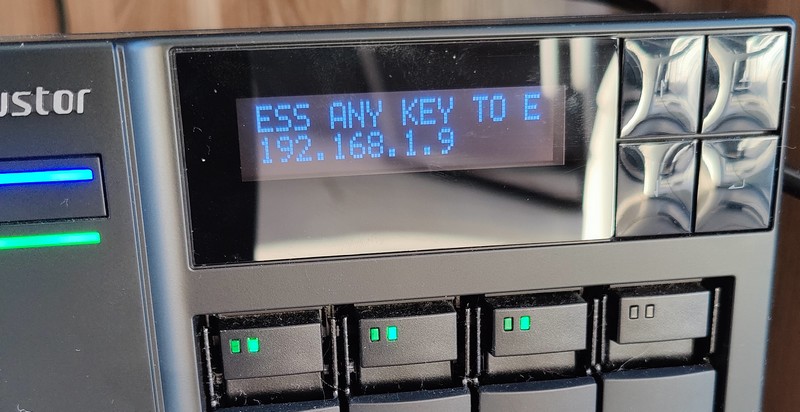 ustor
ESS ANY KEY TO E
192.168.1.9